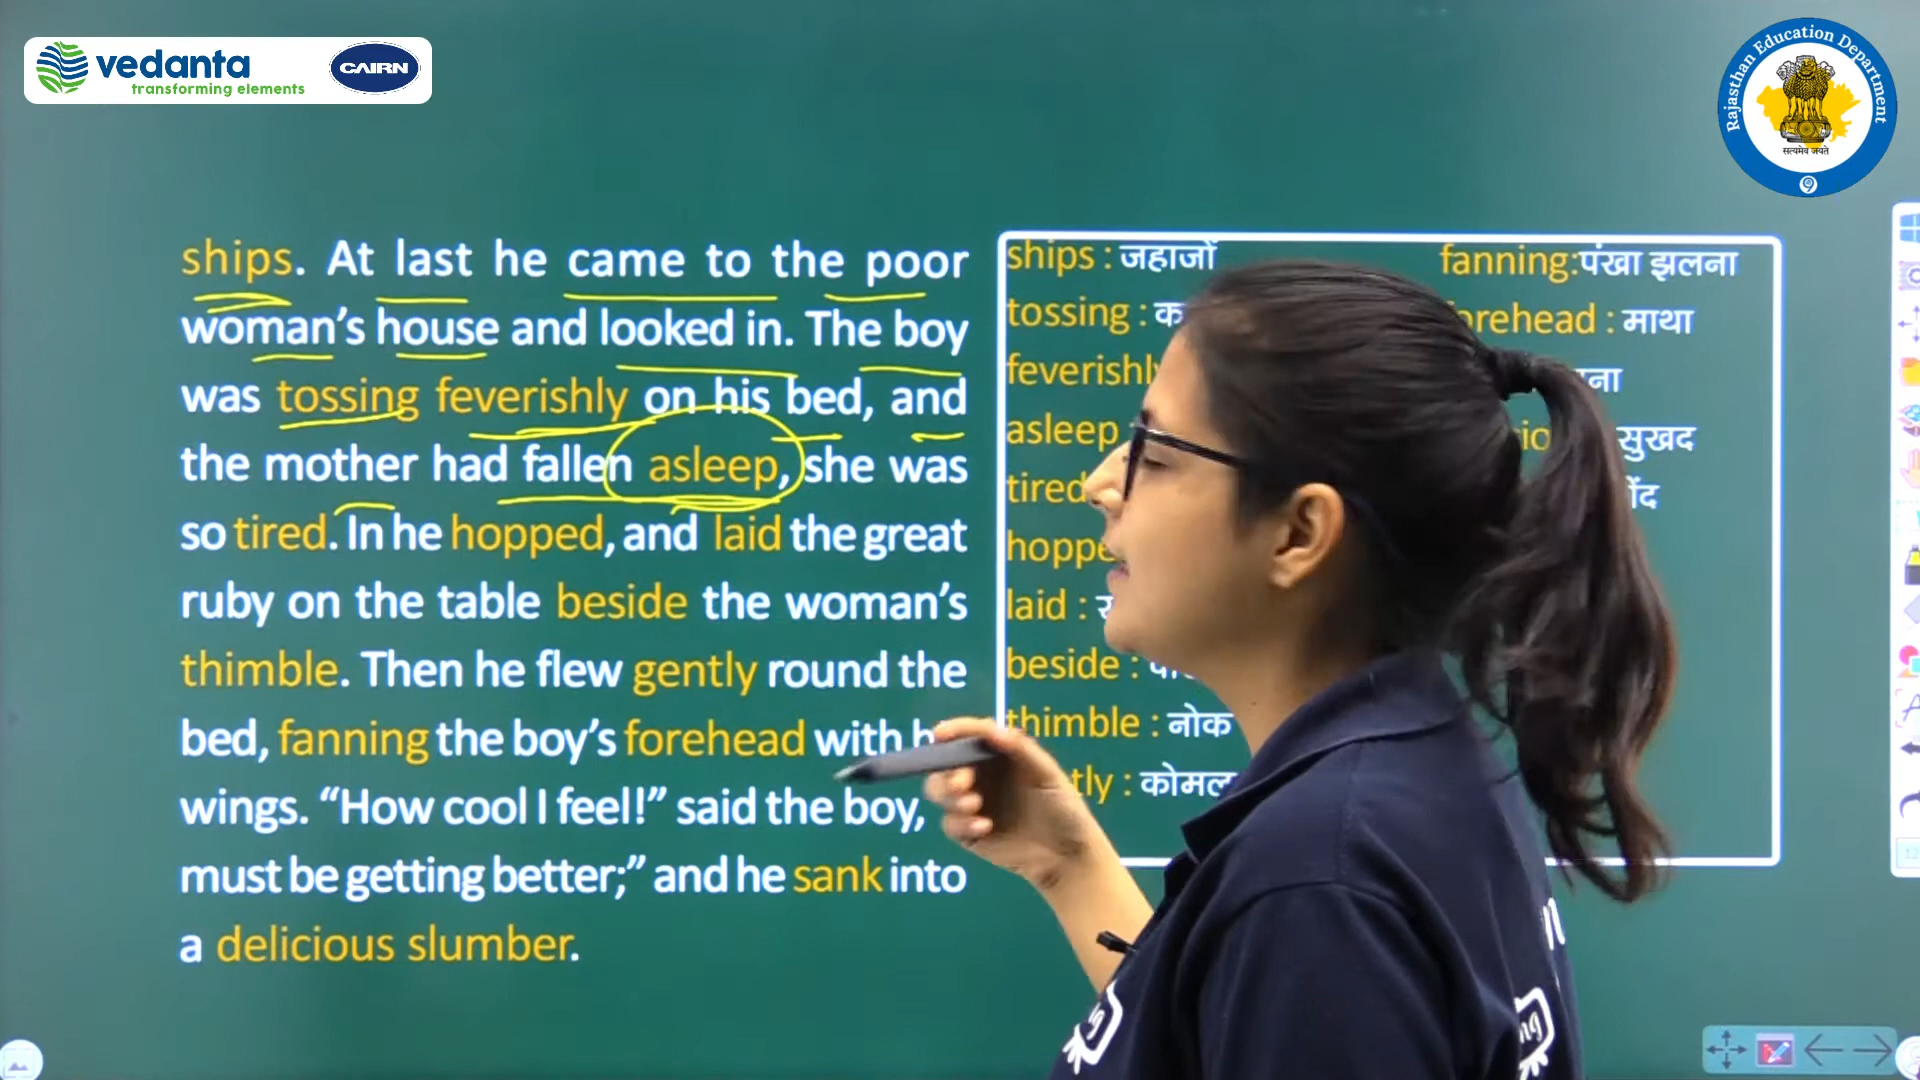 vedanta
transforming elements
CAIRN
Rajasthan Education Department
सत्यमेव जयते
ships. At last he came to the poor
woman’s house and looked in. The boy
was tossing feverishly on his bed, and
the mother had fallen asleep, she was
so tired. In he hopped, and laid the great
ruby on the table beside the woman’s
thimble. Then he flew gently round the
bed, fanning the boy’s forehead with
wings. “How cool I feel!” said the boy,
must be getting better;” and he sank into
a delicious slumber.
ships : जहाजों
tossing :
feverishly
asleep
tired
laid :
beside :
thimble : नोक
fanning:पंखा झलना
: माथा
सुखद